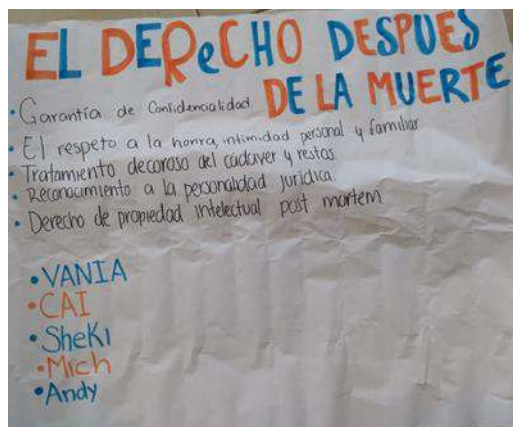 EL DEReCHO DESPUES
DE LA MUERTE
• Garantía de Confidencialidad
• El respeto a la honra, intimidad personal y familiar
• Tratamiento decoroso del cadaver y restos.
• Reconocimiento a la personalidad jurídica.
• Derecho de propiedad intelectual post mortem
• VANIA
• CAI
• SheKI
• Mich
• Andy